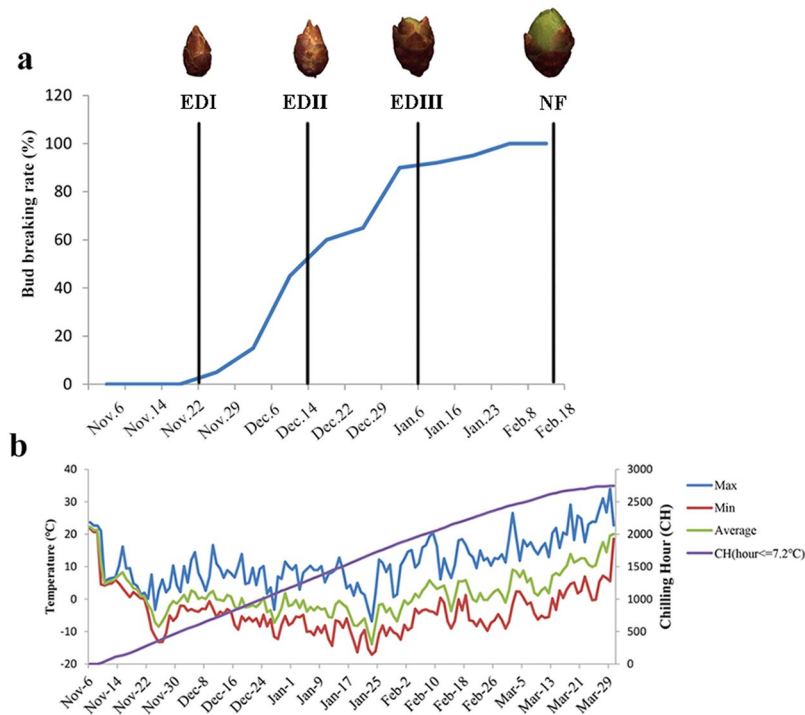 a
EDI EDII EDIII NF
Bud breaking rate (%)
120
100
80
60
40
20
0
Nov.6 Nov.14 Nov.22 Nov.29 Dec.6 Dec.14 Dec.22 Dec.29 Jan.6 Jan.16 Jan.23 Feb.8 Feb.18
b
Temperature (°C)
40
30
20
10
0
-10
-20
3000
2500
2000
1500
1000
500
0
Chilling Hour (CH)
Max
Min
Average
CH(hour<=7.2°C)
Nov-6 Nov-14 Nov-22 Nov-30 Dec-8 Dec-16 Dec-24 Jan-1 Jan-9 Jan-17 Jan-25 Feb-2 Feb-10 Feb-18 Feb-26 Mar-5 Mar-13 Mar-21 Mar-29